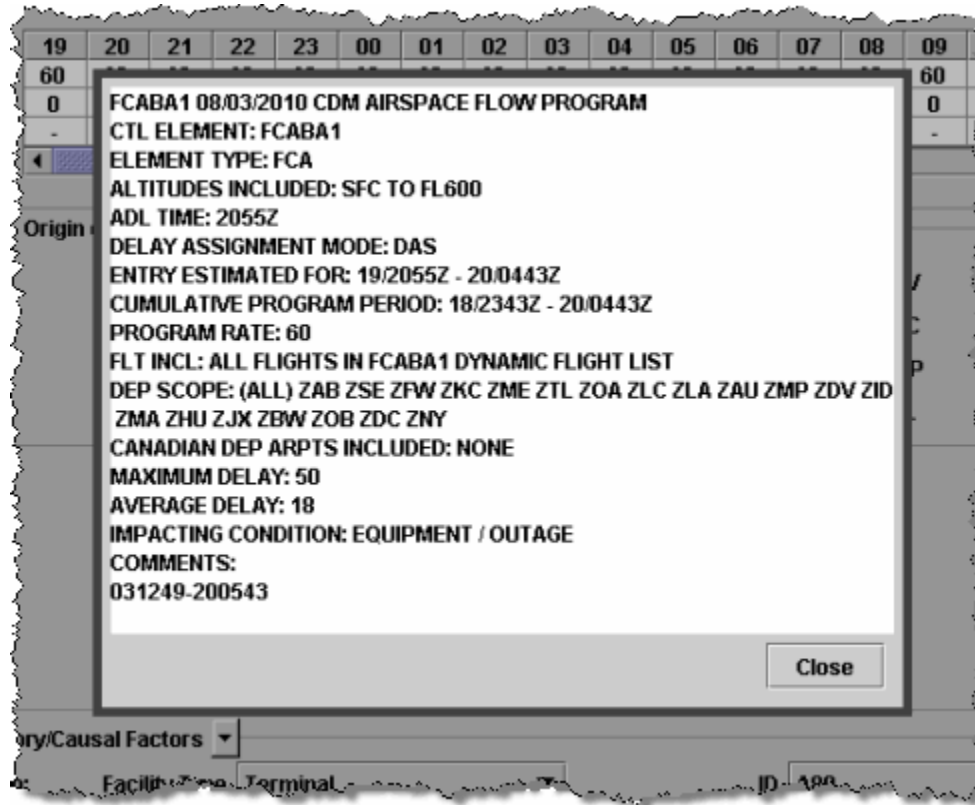 19 20 21 22 23 00 01 02 03 04 05 06 07 08 09
60 60
0 0
- -
Origin
FCABA1 08/03/2010 CDM AIRSPACE FLOW PROGRAM
CTL ELEMENT: FCABA1
ELEMENT TYPE: FCA
ALTITUDES INCLUDED: SFC TO FL600
ADL TIME: 2055Z
DELAY ASSIGNMENT MODE: DAS
ENTRY ESTIMATED FOR: 19/2055Z - 20/0443Z
CUMULATIVE PROGRAM PERIOD: 18/2343Z - 20/0443Z
PROGRAM RATE: 60
FLT INCL: ALL FLIGHTS IN FCABA1 DYNAMIC FLIGHT LIST
DEP SCOPE: (ALL) ZAB ZSE ZFW ZKC ZME ZTL ZOA ZLC ZLA ZAU ZMP ZDV ZID
ZMA ZHU ZJX ZBW ZOB ZDC ZNY
CANADIAN DEP ARPTS INCLUDED: NONE
MAXIMUM DELAY: 50
AVERAGE DELAY: 18
IMPACTING CONDITION: EQUIPMENT / OUTAGE
COMMENTS:
031249-200543
Close
ory/Causal Factors
Terminal ID